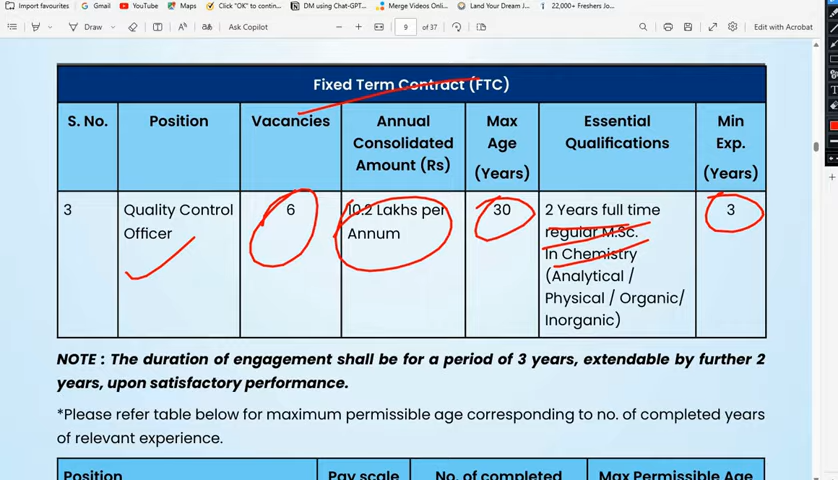 Import favourites Gmail YouTube Maps Click "OK" to contin... DM using Chat-GPT... Merge Videos Onli... Land Your Dream J... 22,000+ Freshers Jo...
Draw Ask Copilot 9 of 37 Edit with Acrobat
Fixed Term Contract (FTC)
S. No. Position Vacancies Annual Consolidated Amount (Rs) Max Age (Years) Essential Qualifications Min Exp. (Years)
3 Quality Control Officer 6 10.2 Lakhs per Annum 30 2 Years full time regular M.Sc. In Chemistry (Analytical / Physical / Organic/ Inorganic) 3
NOTE : The duration of engagement shall be for a period of 3 years, extendable by further 2
years, upon satisfactory performance.
*Please refer table below for maximum permissible age corresponding to no. of completed years
of relevant experience.
Position Pay scale No. of completed Max Permissible Age